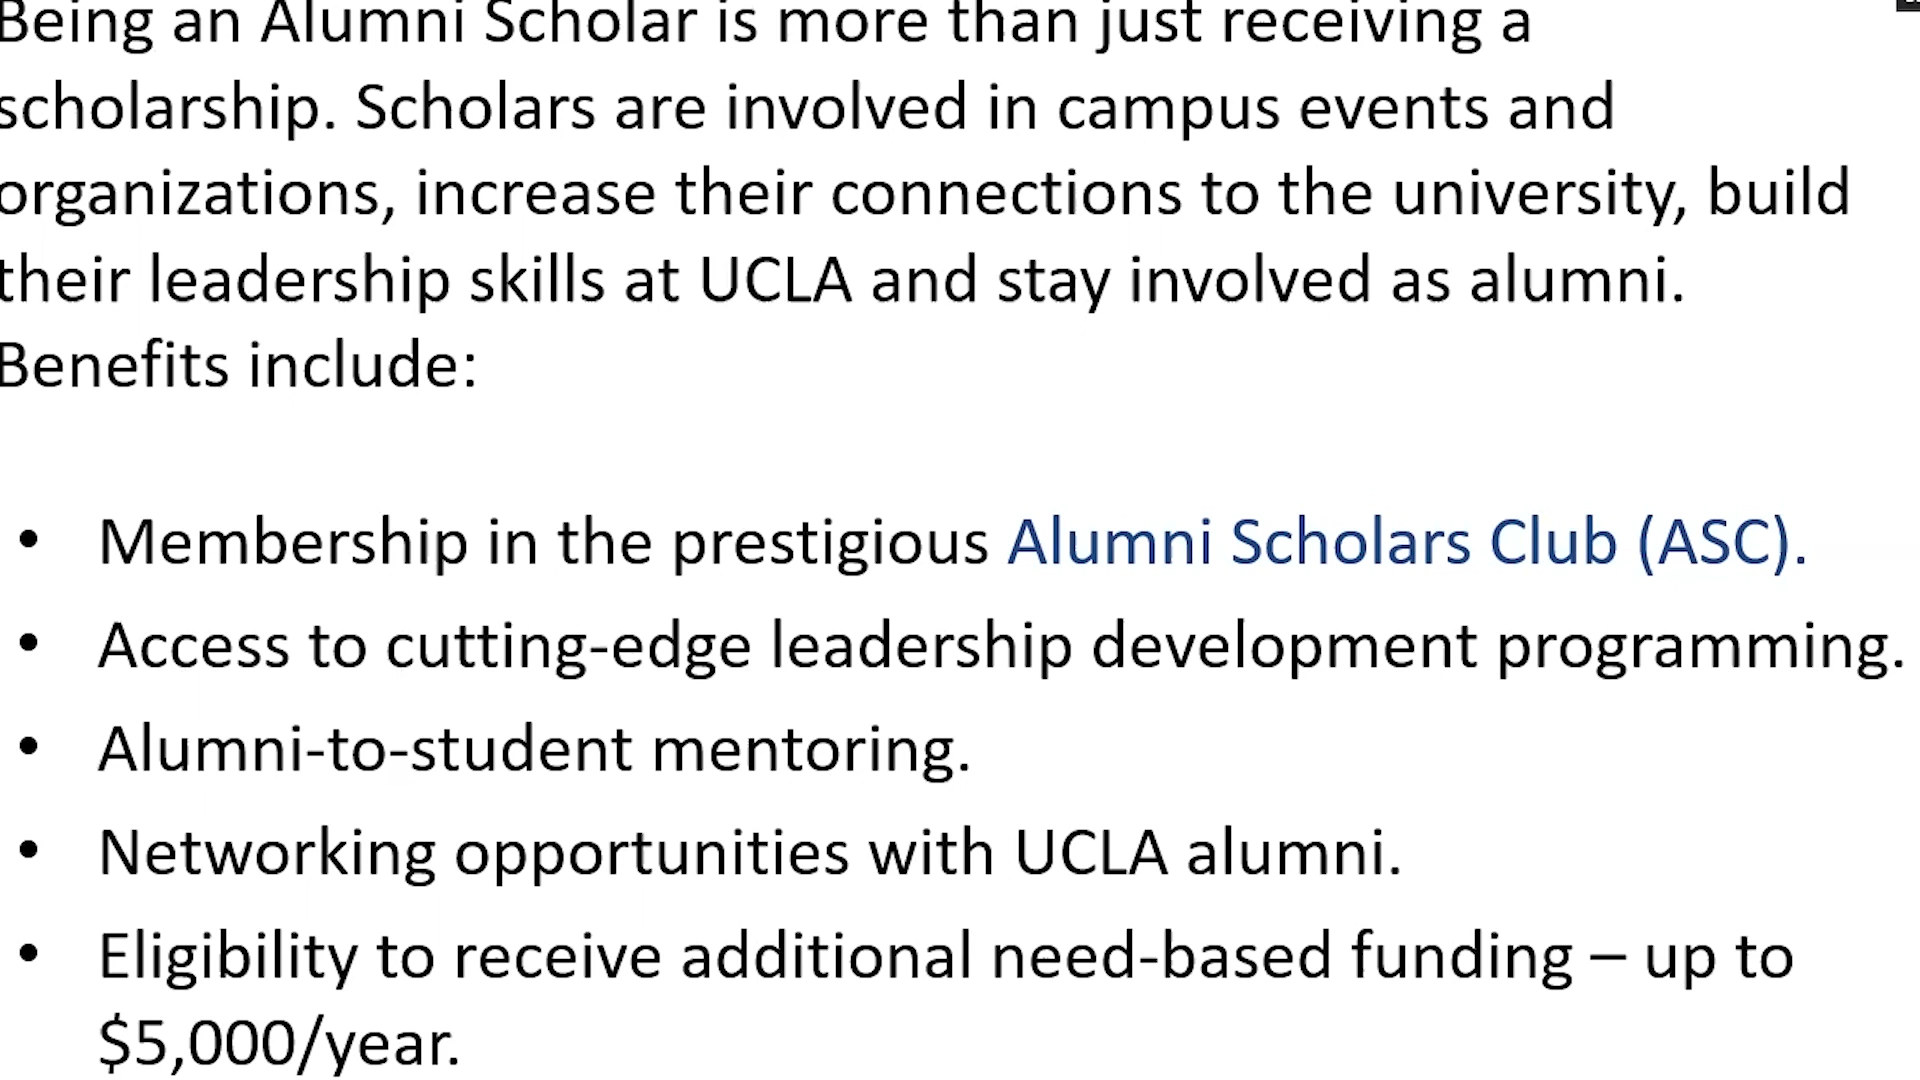 Being an Alumni Scholar is more than just receiving a
scholarship. Scholars are involved in campus events and
organizations, increase their connections to the university, build
their leadership skills at UCLA and stay involved as alumni.
Benefits include:
• Membership in the prestigious Alumni Scholars Club (ASC).
• Access to cutting-edge leadership development programming.
• Alumni-to-student mentoring.
• Networking opportunities with UCLA alumni.
• Eligibility to receive additional need-based funding – up to
$5,000/year.